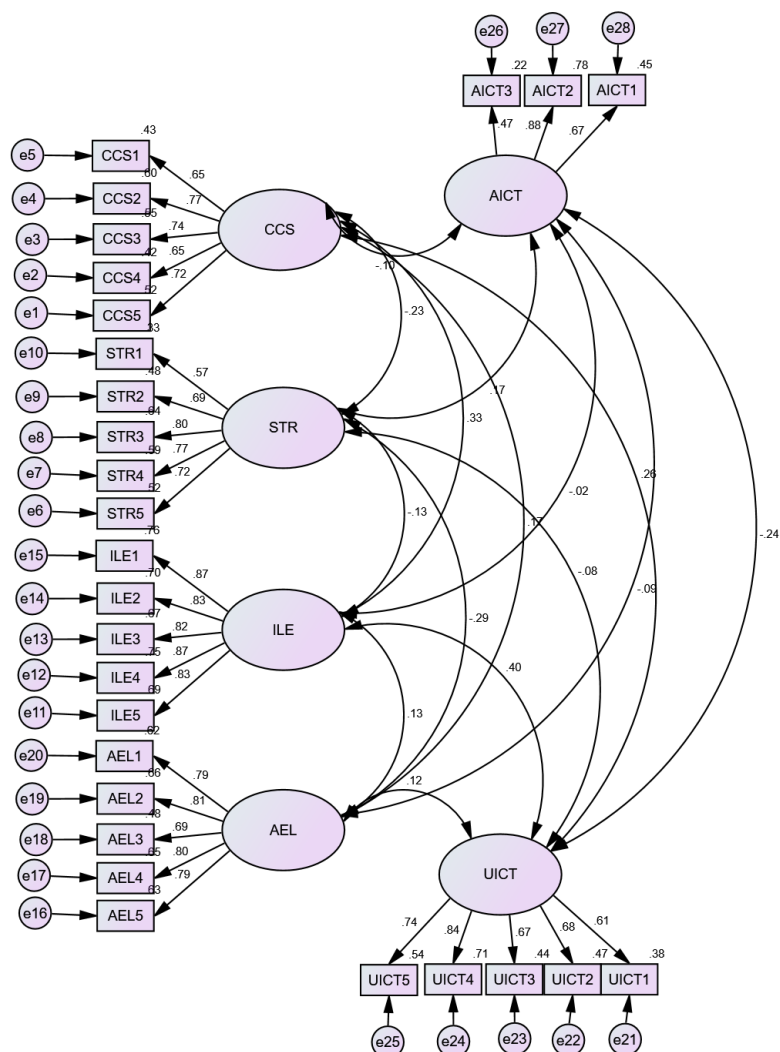 e26 e27 e28
.22 .78 .45
AICT3 AICT2 AICT1
.47 .88 .67
AICT
.43
e5 CCS1 .65
.60
e4 CCS2 .77
.55
e3 CCS3 .74
.42
e2 CCS4 .65
.52
e1 CCS5 .72
CCS
.33
e10 STR1 .57
.48
e9 STR2 .69
.64
e8 STR3 .80
.59
e7 STR4 .77
.52
e6 STR5 .72
STR
.76
e15 ILE1 .87
.70
e14 ILE2 .83
.67
e13 ILE3 .82
.75
e12 ILE4 .87
.69
e11 ILE5 .83
ILE
.62
e20 AEL1 .79
.66
e19 AEL2 .81
.48
e18 AEL3 .69
.65
e17 AEL4 .80
.63
e16 AEL5 .79
AEL
-.10
-.23
.17
.33
.26
-.02
.17
-.24
-.13
-.08
-.09
-.29
.40
.13
.12
UICT
.74 .84 .67 .68 .61
.54 .71 .44 .47 .38
UICT5 UICT4 UICT3 UICT2 UICT1
e25 e24 e23 e22 e21